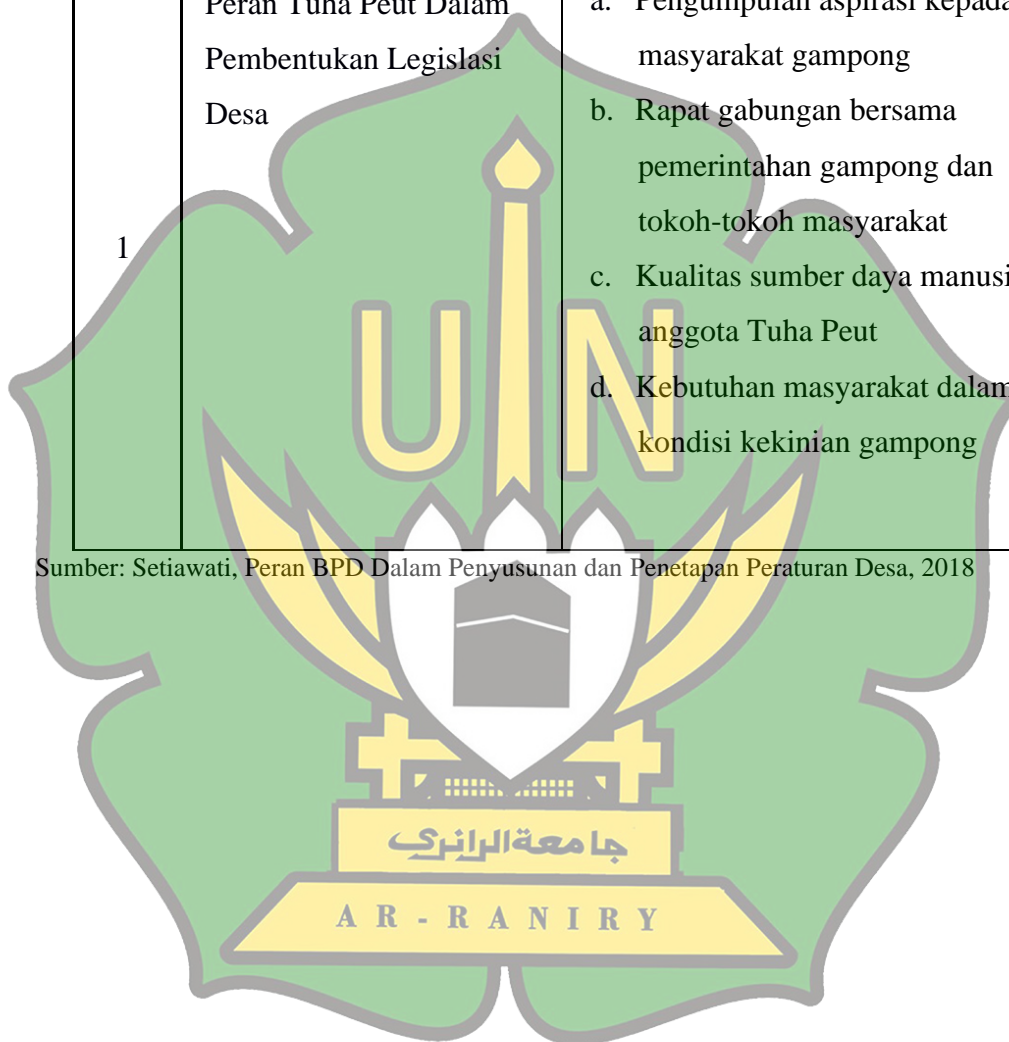 Peran Tuha Peut Dalam
Pembentukan Legislasi
Desa
1
a. Pengumpulan aspirasi kepada
masyarakat gampong
b. Rapat gabungan bersama
pemerintahan gampong dan
tokoh-tokoh masyarakat
c. Kualitas sumber daya manusi
anggota Tuha Peut
d. Kebutuhan masyarakat dalam
kondisi kekinian gampong
Sumber: Setiawati, Peran BPD Dalam Penyusunan dan Penetapan Peraturan Desa, 2018
UIN
جامعة الرانري
AR-RANIRY